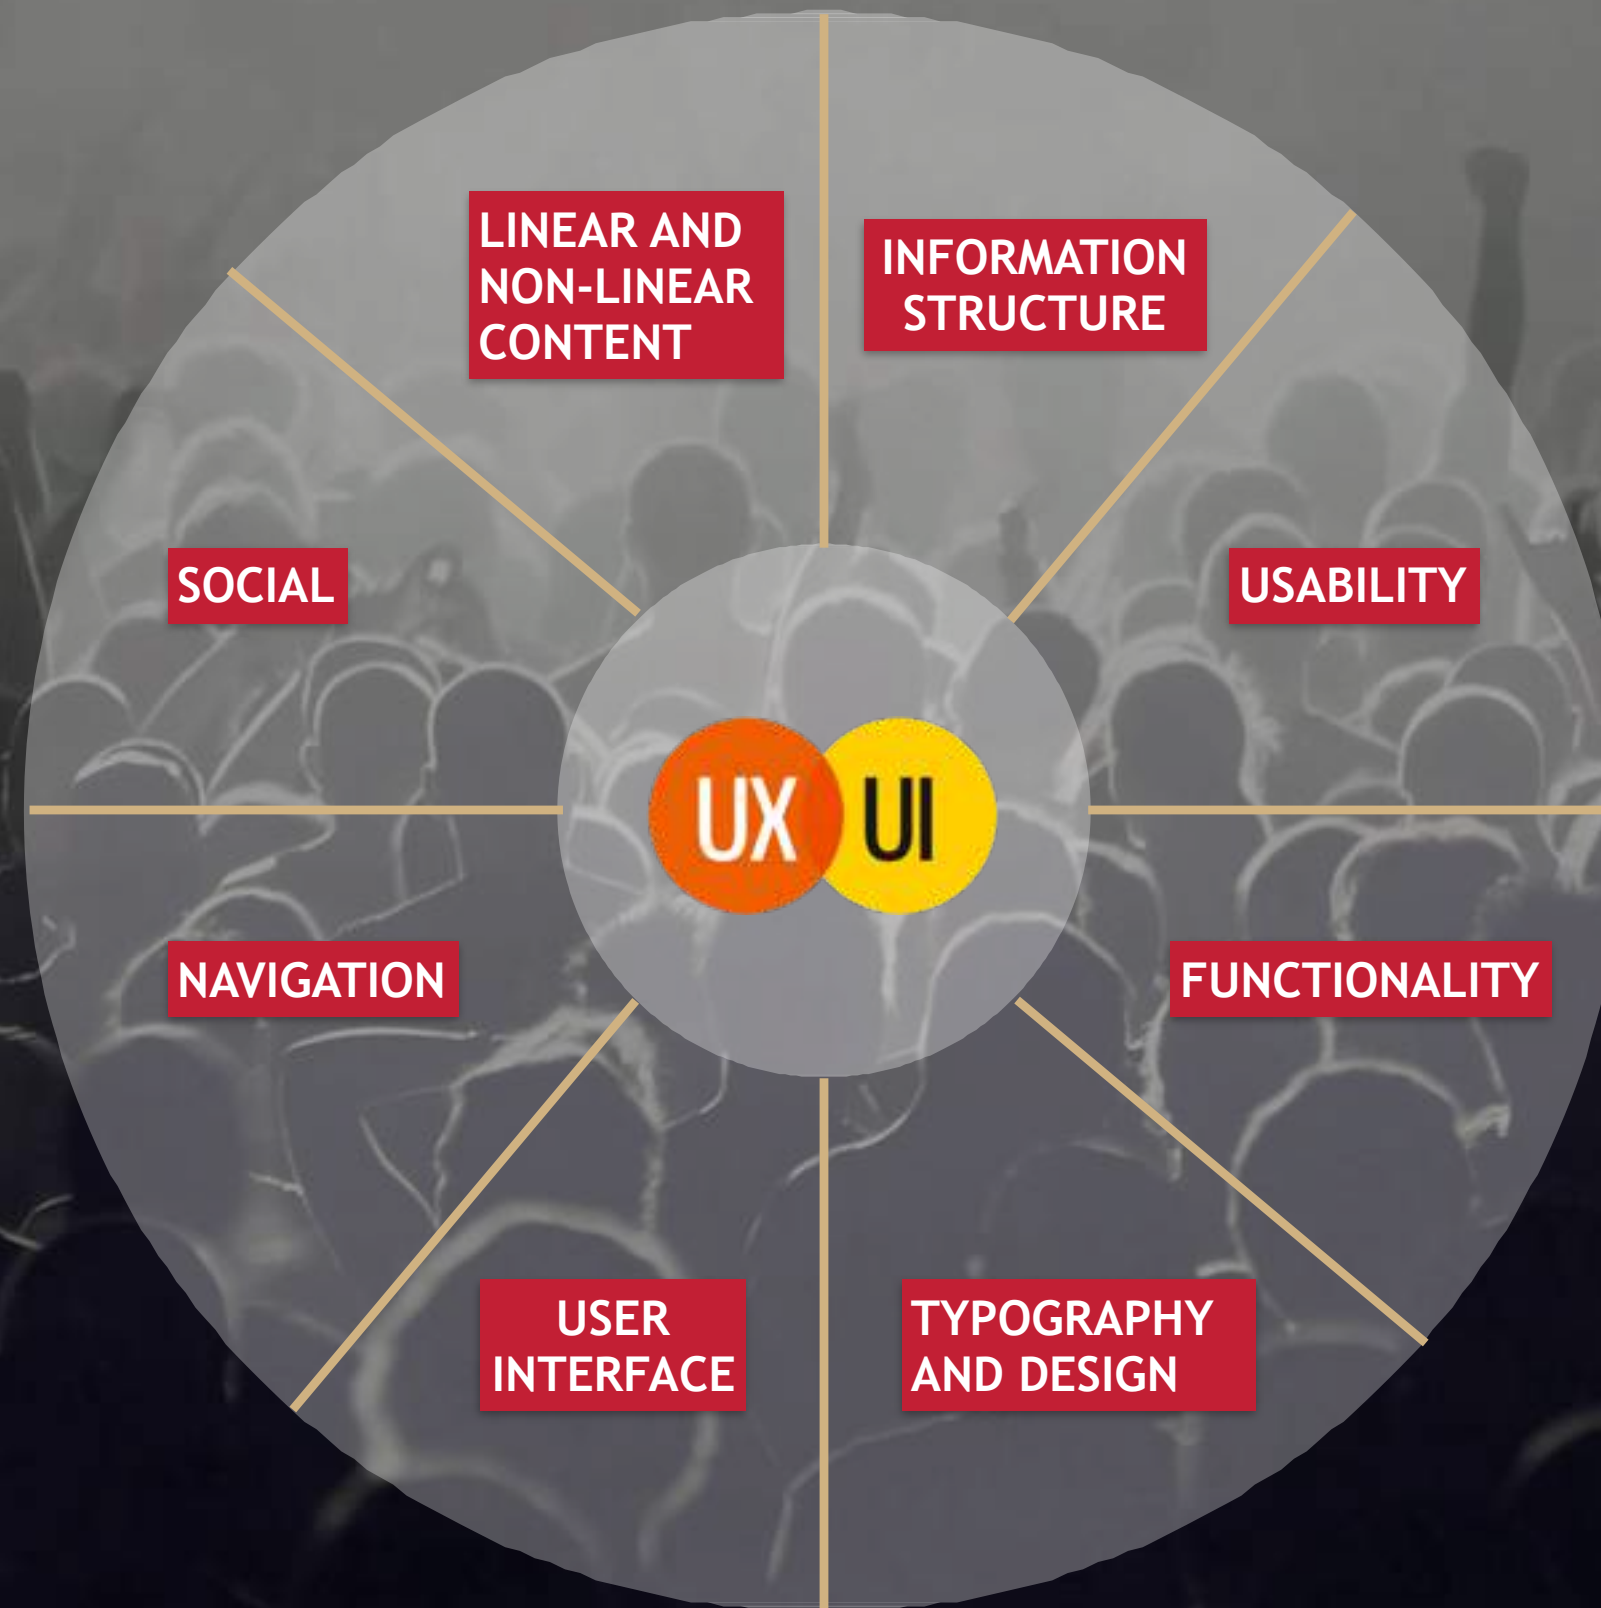 LINEAR AND
NON-LINEAR
CONTENT
INFORMATION
STRUCTURE
SOCIAL
USABILITY
UX UI
NAVIGATION
FUNCTIONALITY
USER
INTERFACE
TYPOGRAPHY
AND DESIGN